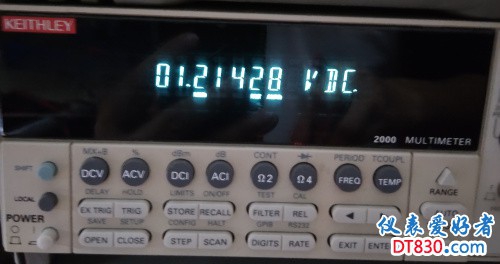 KEITHLEY
01.21428 VDC.
2000 MULTIMETER
MX+B % dBm dB CONT PERIOD TCOUPL
SHIFT DCV ACV DCI ACI Ω2 Ω4 FREQ TEMP
DELAY HOLD LIMITS ON/OFF TEST CAL
RANGE
LOCAL EX TRIG TRIG STORE RECALL FILTER REL
POWER SAVE SETUP CONFIG HALT GPIB RS232
OPEN CLOSE STEP SCAN DIGITS RATE EXIT
仪表爱好者
DT830.com